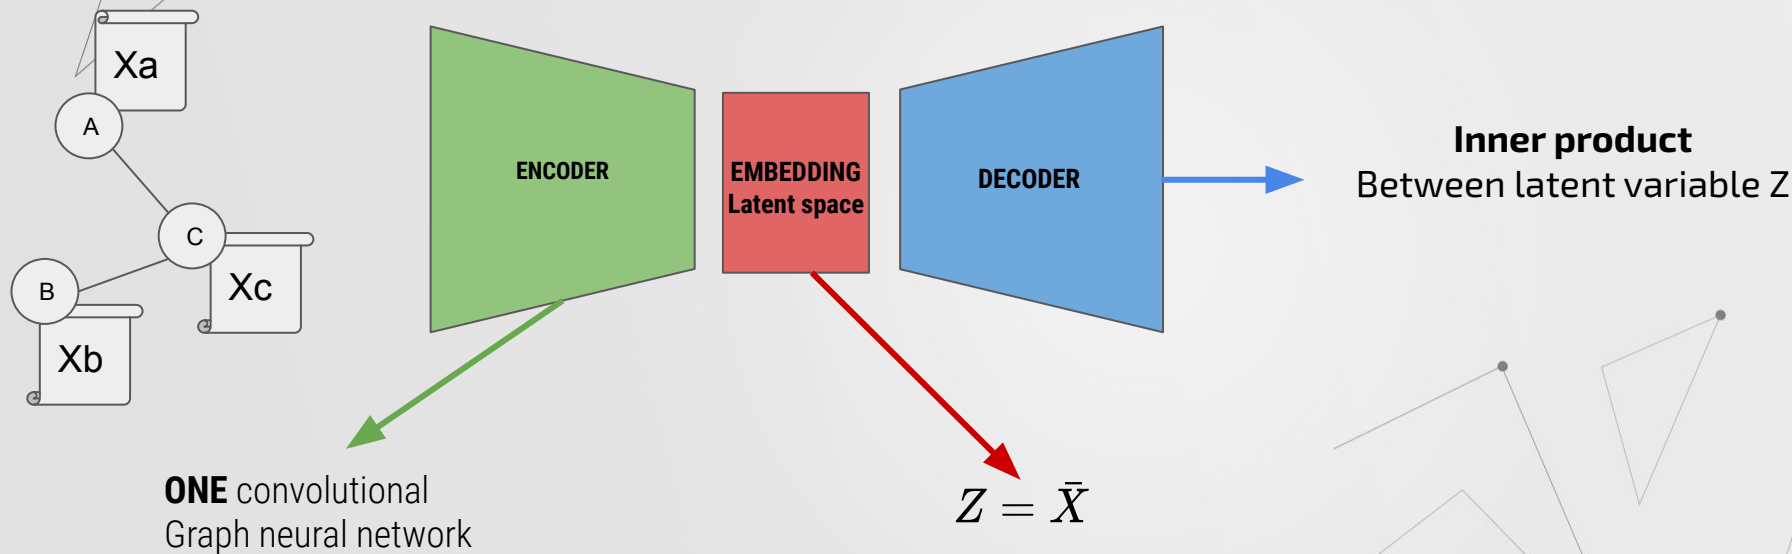 Xa
A
C
Xc
B
Xb
ENCODER
EMBEDDING
Latent space
DECODER
Inner product
Between latent variable Z
ONE convolutional
Graph neural network
Z = X̄